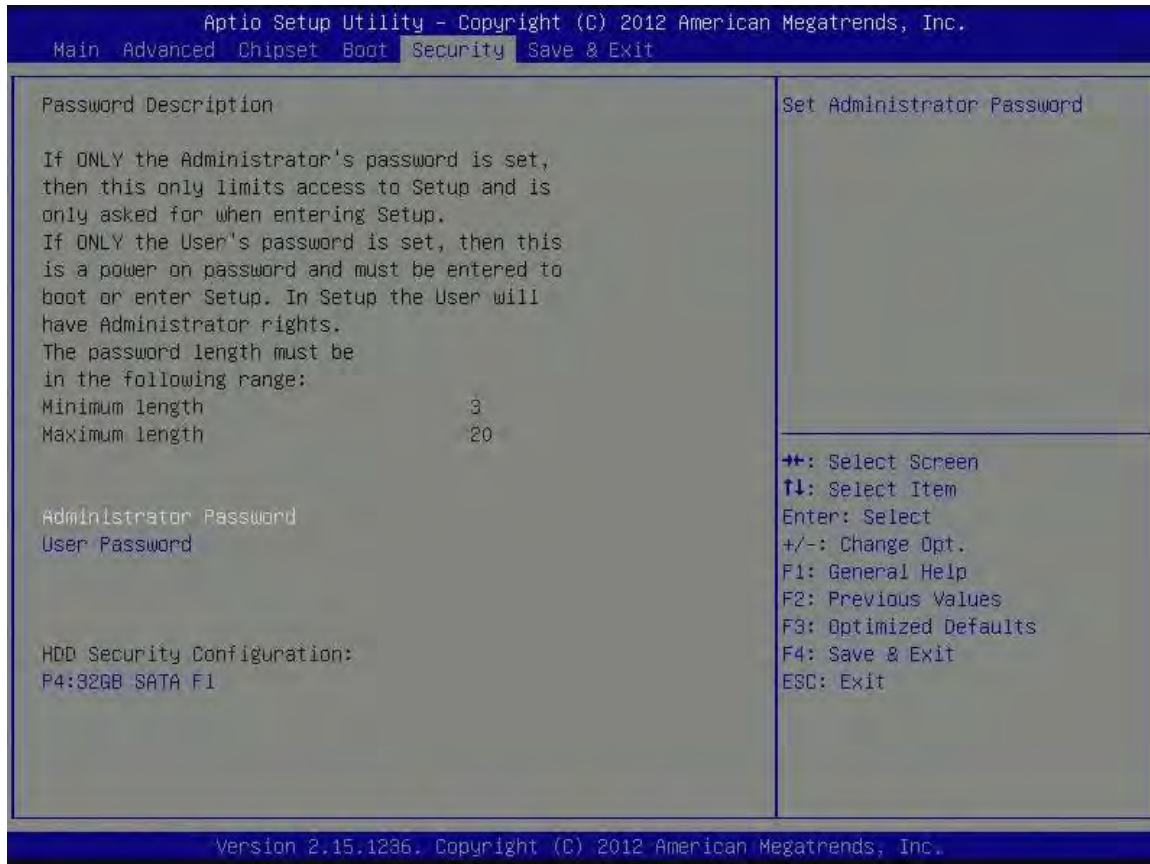 Aptio Setup Utility – Copyright (C) 2012 American Megatrends, Inc.
Main Advanced Chipset Boot Security Save & Exit
Password Description
If ONLY the Administrator's password is set,
then this only limits access to Setup and is
only asked for when entering Setup.
If ONLY the User's password is set, then this
is a power on password and must be entered to
boot or enter Setup. In Setup the User will
have Administrator rights.
The password length must be
in the following range:
Minimum length 3
Maximum length 20
Administrator Password
User Password
HDD Security Configuration:
P4:32GB SATA Fl
Set Administrator Password
→←: Select Screen
↑↓: Select Item
Enter: Select
+/-: Change Opt.
F1: General Help
F2: Previous Values
F3: Optimized Defaults
F4: Save & Exit
ESC: Exit
Version 2.15.1236. Copyright (C) 2012 American Megatrends, Inc.